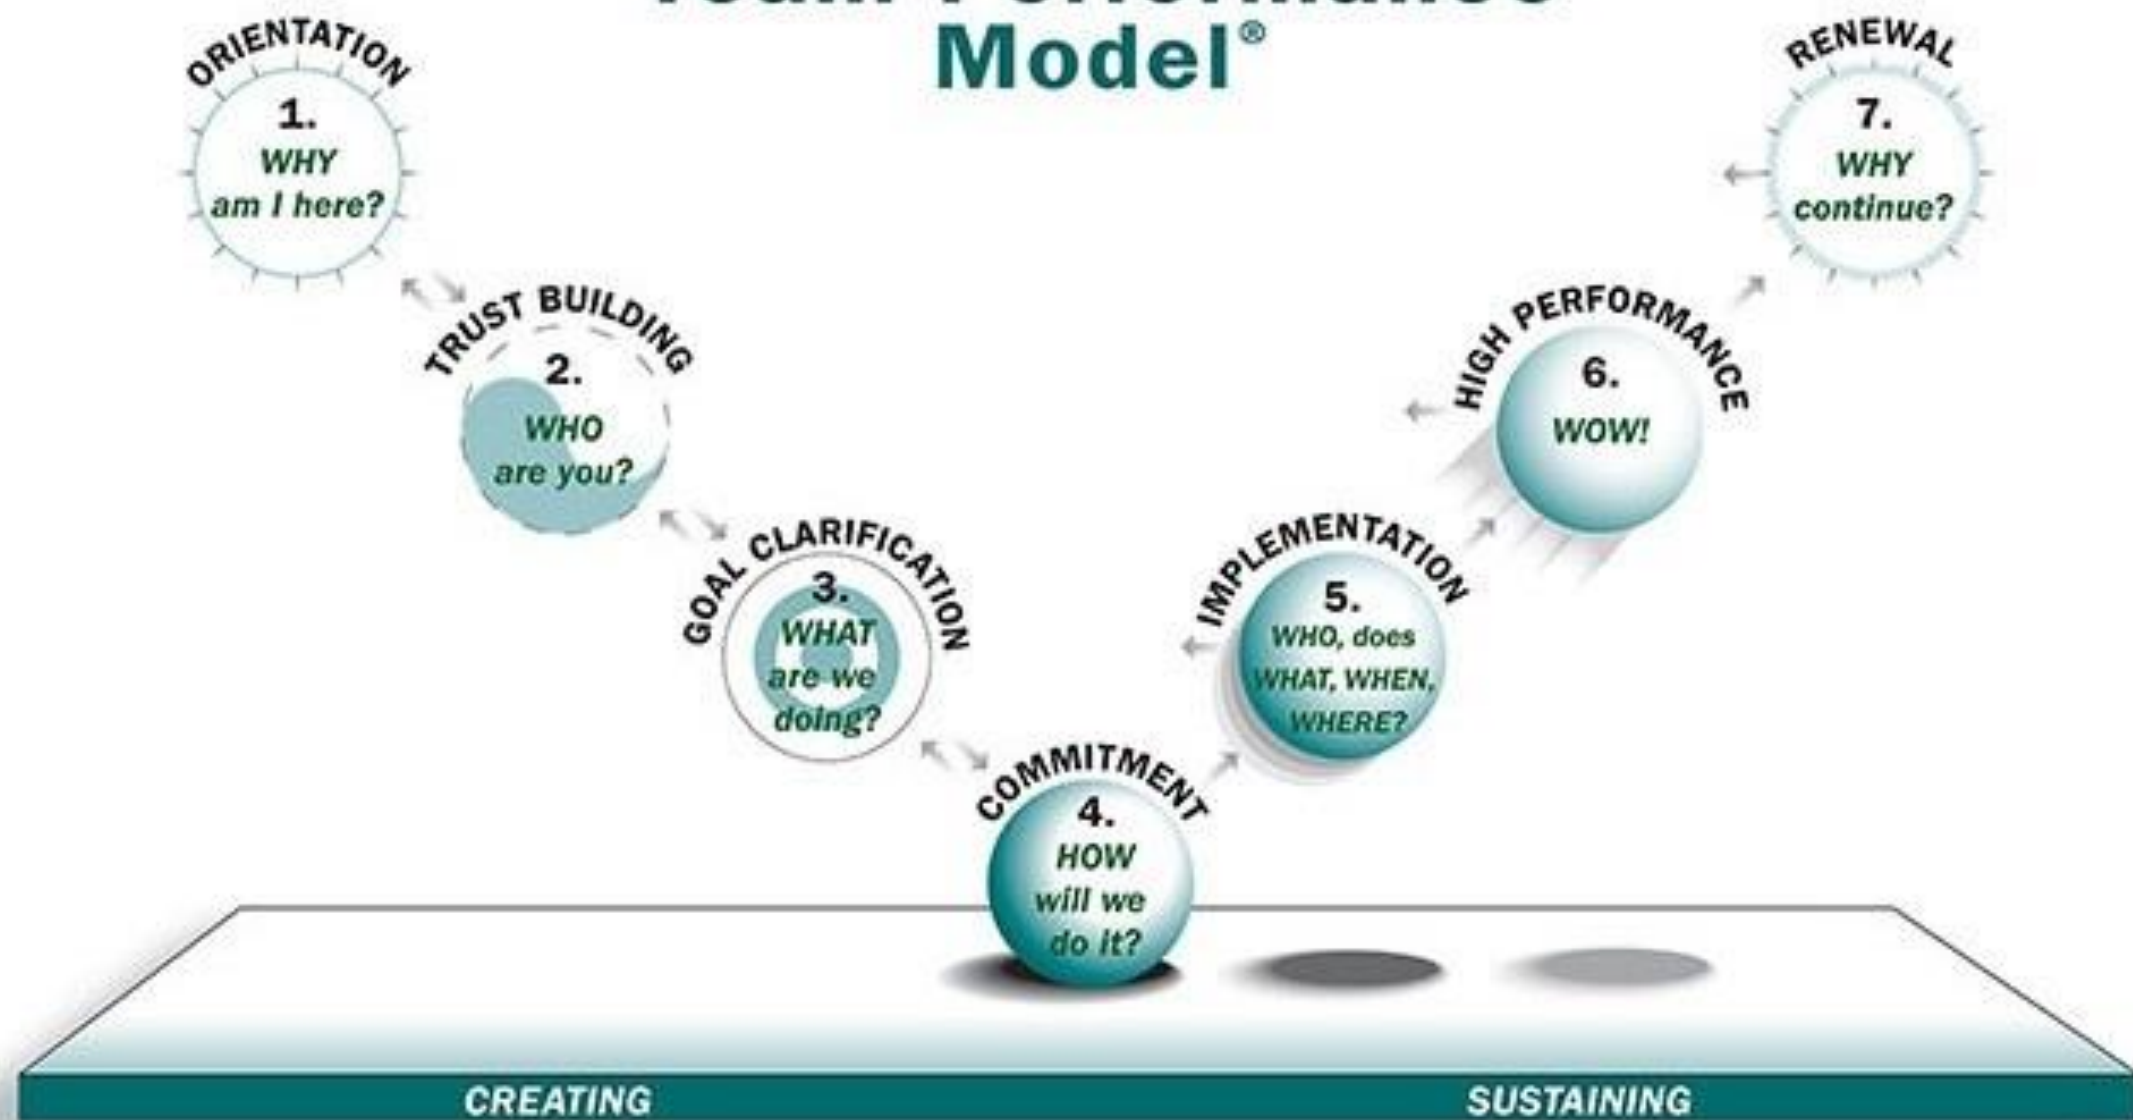 Team Performance
Model®
ORIENTATION
1.
WHY
am I here?
TRUST BUILDING
2.
WHO
are you?
GOAL CLARIFICATION
3.
WHAT
are we
doing?
COMMITMENT
4.
HOW
will we
do it?
IMPLEMENTATION
5.
WHO, does
WHAT, WHEN,
WHERE?
HIGH PERFORMANCE
6.
WOW!
RENEWAL
7.
WHY
continue?
CREATING
SUSTAINING